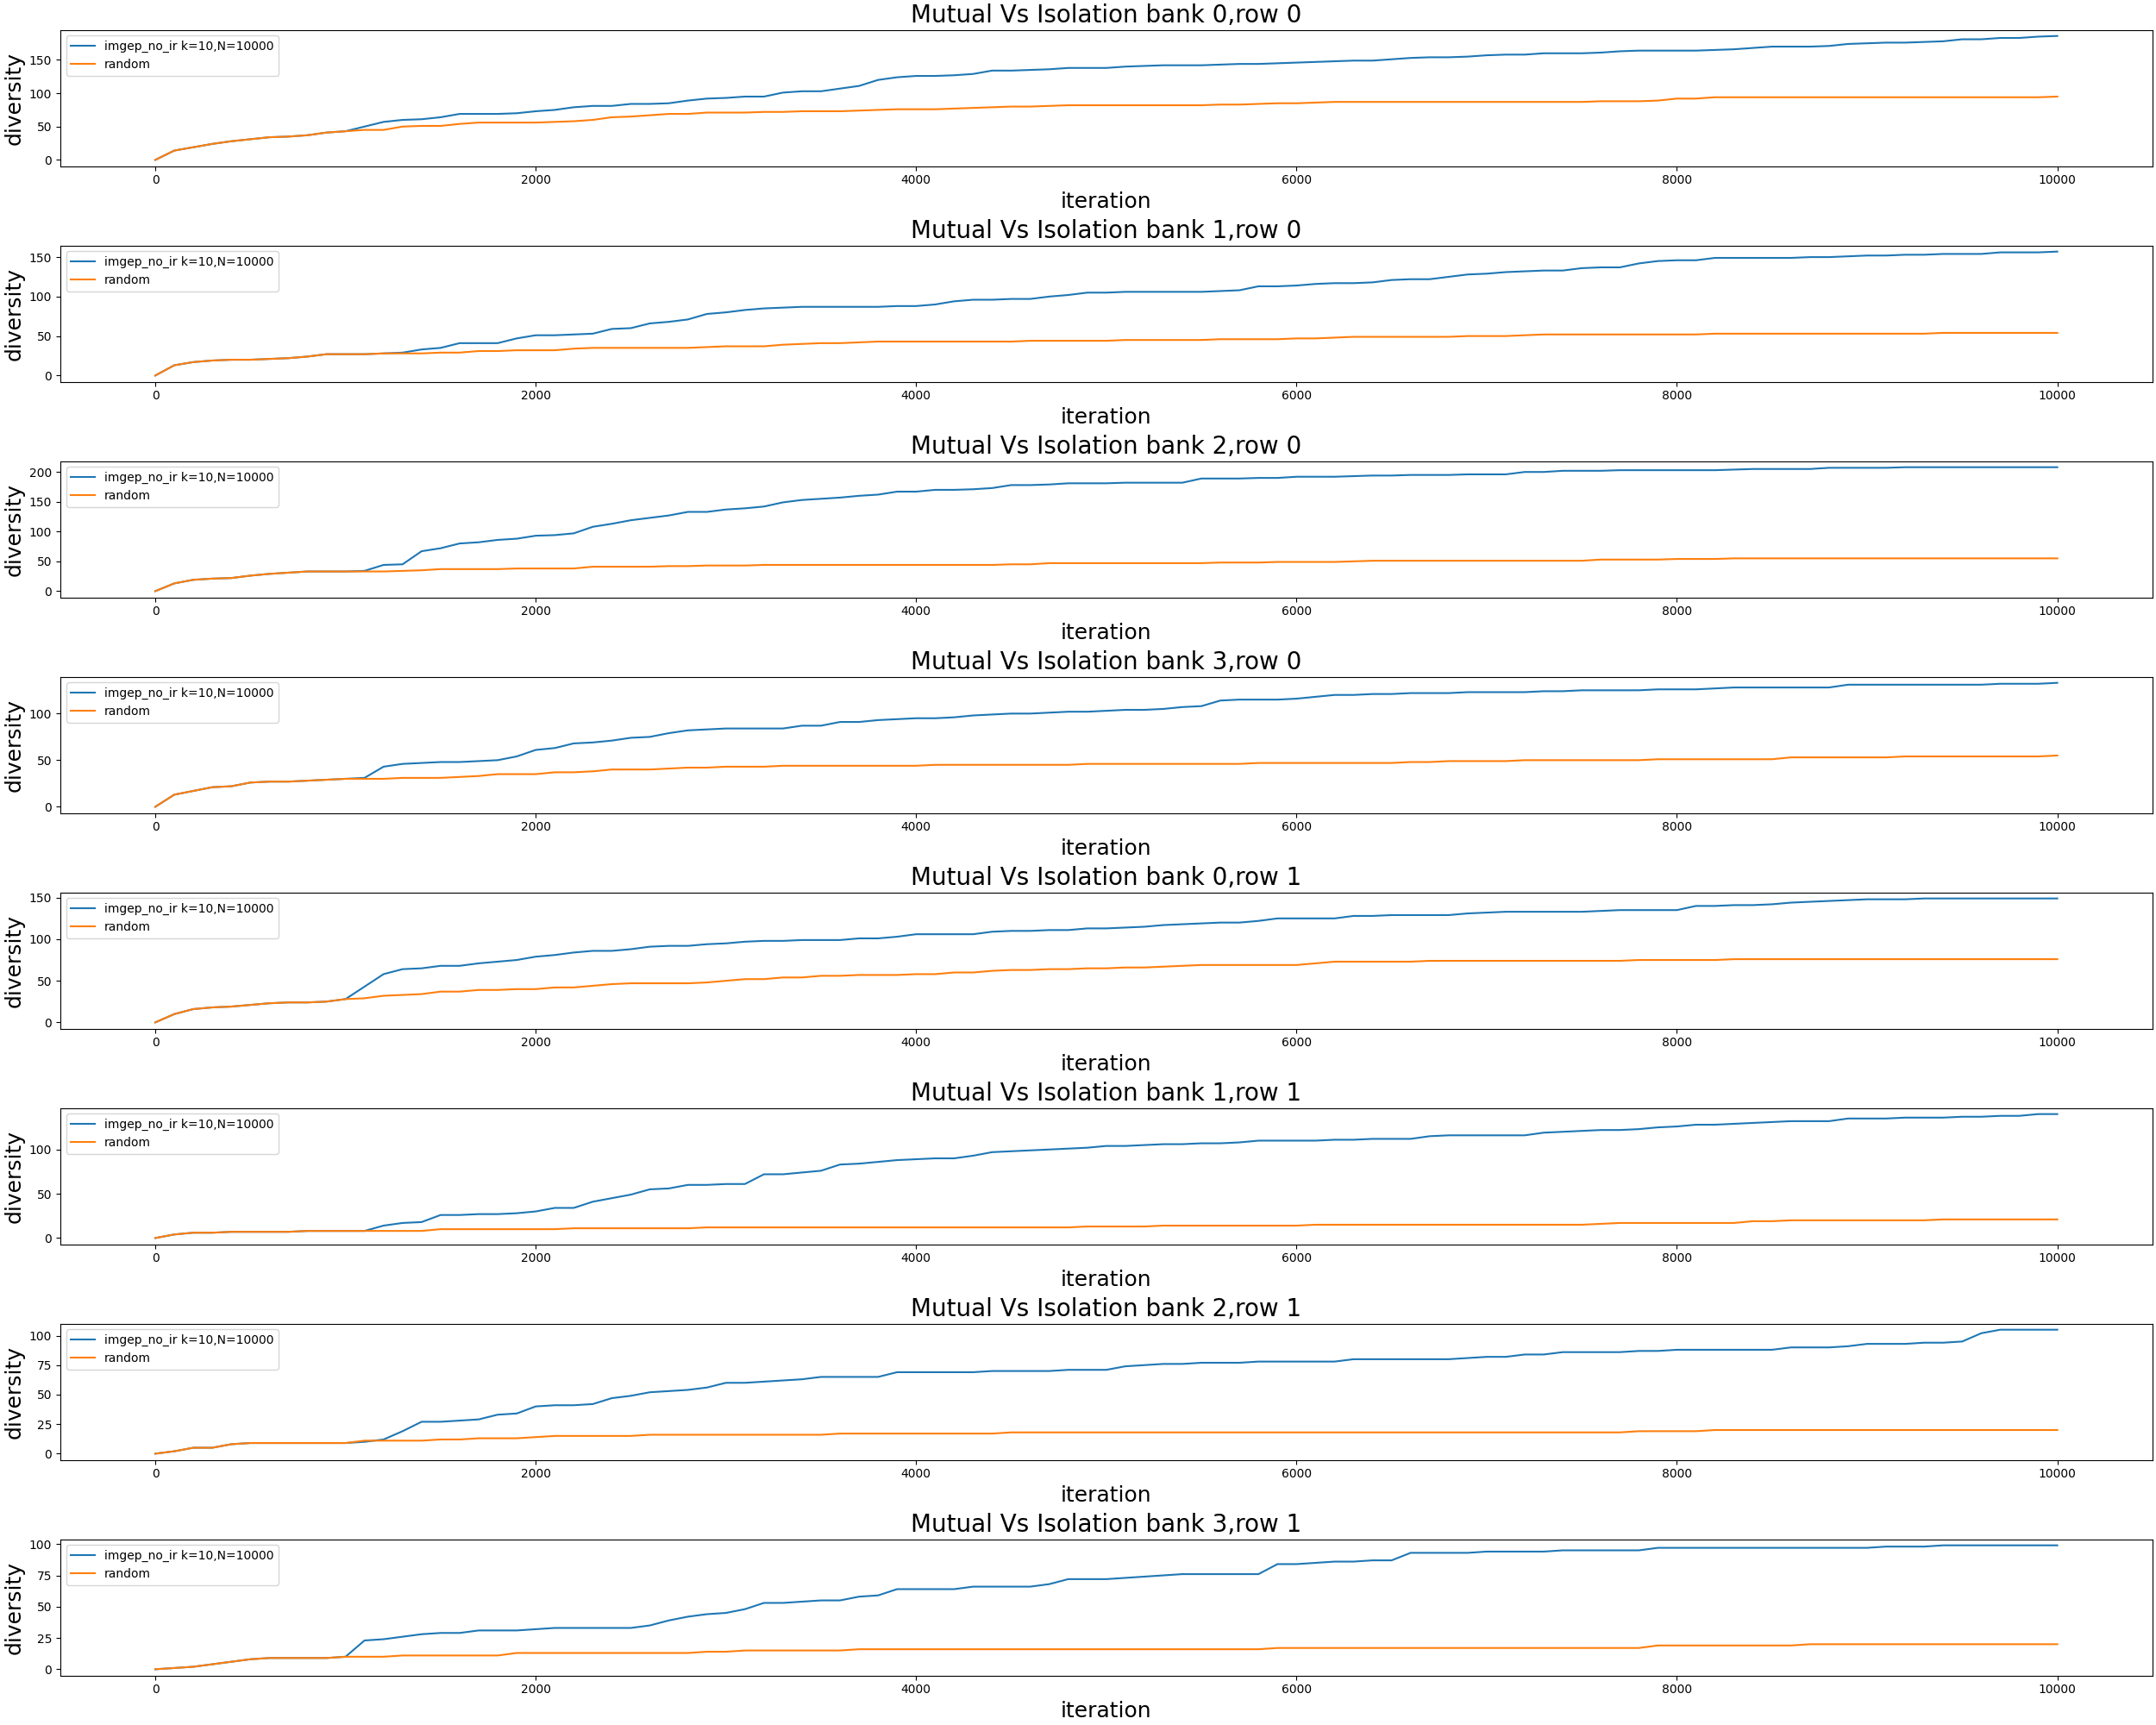 Mutual Vs Isolation bank 0,row 0
imgep_no_ir k=10,N=10000
random
diversity
150
100
50
0
0 2000 4000 6000 8000 10000
iteration
Mutual Vs Isolation bank 1,row 0
imgep_no_ir k=10,N=10000
random
diversity
150
100
50
0
0 2000 4000 6000 8000 10000
iteration
Mutual Vs Isolation bank 2,row 0
imgep_no_ir k=10,N=10000
random
diversity
200
150
100
50
0
0 2000 4000 6000 8000 10000
iteration
Mutual Vs Isolation bank 3,row 0
imgep_no_ir k=10,N=10000
random
diversity
100
50
0
0 2000 4000 6000 8000 10000
iteration
Mutual Vs Isolation bank 0,row 1
imgep_no_ir k=10,N=10000
random
diversity
150
100
50
0
0 2000 4000 6000 8000 10000
iteration
Mutual Vs Isolation bank 1,row 1
imgep_no_ir k=10,N=10000
random
diversity
100
50
0
0 2000 4000 6000 8000 10000
iteration
Mutual Vs Isolation bank 2,row 1
imgep_no_ir k=10,N=10000
random
diversity
100
75
50
25
0
0 2000 4000 6000 8000 10000
iteration
Mutual Vs Isolation bank 3,row 1
imgep_no_ir k=10,N=10000
random
diversity
100
75
50
25
0
0 2000 4000 6000 8000 10000
iteration